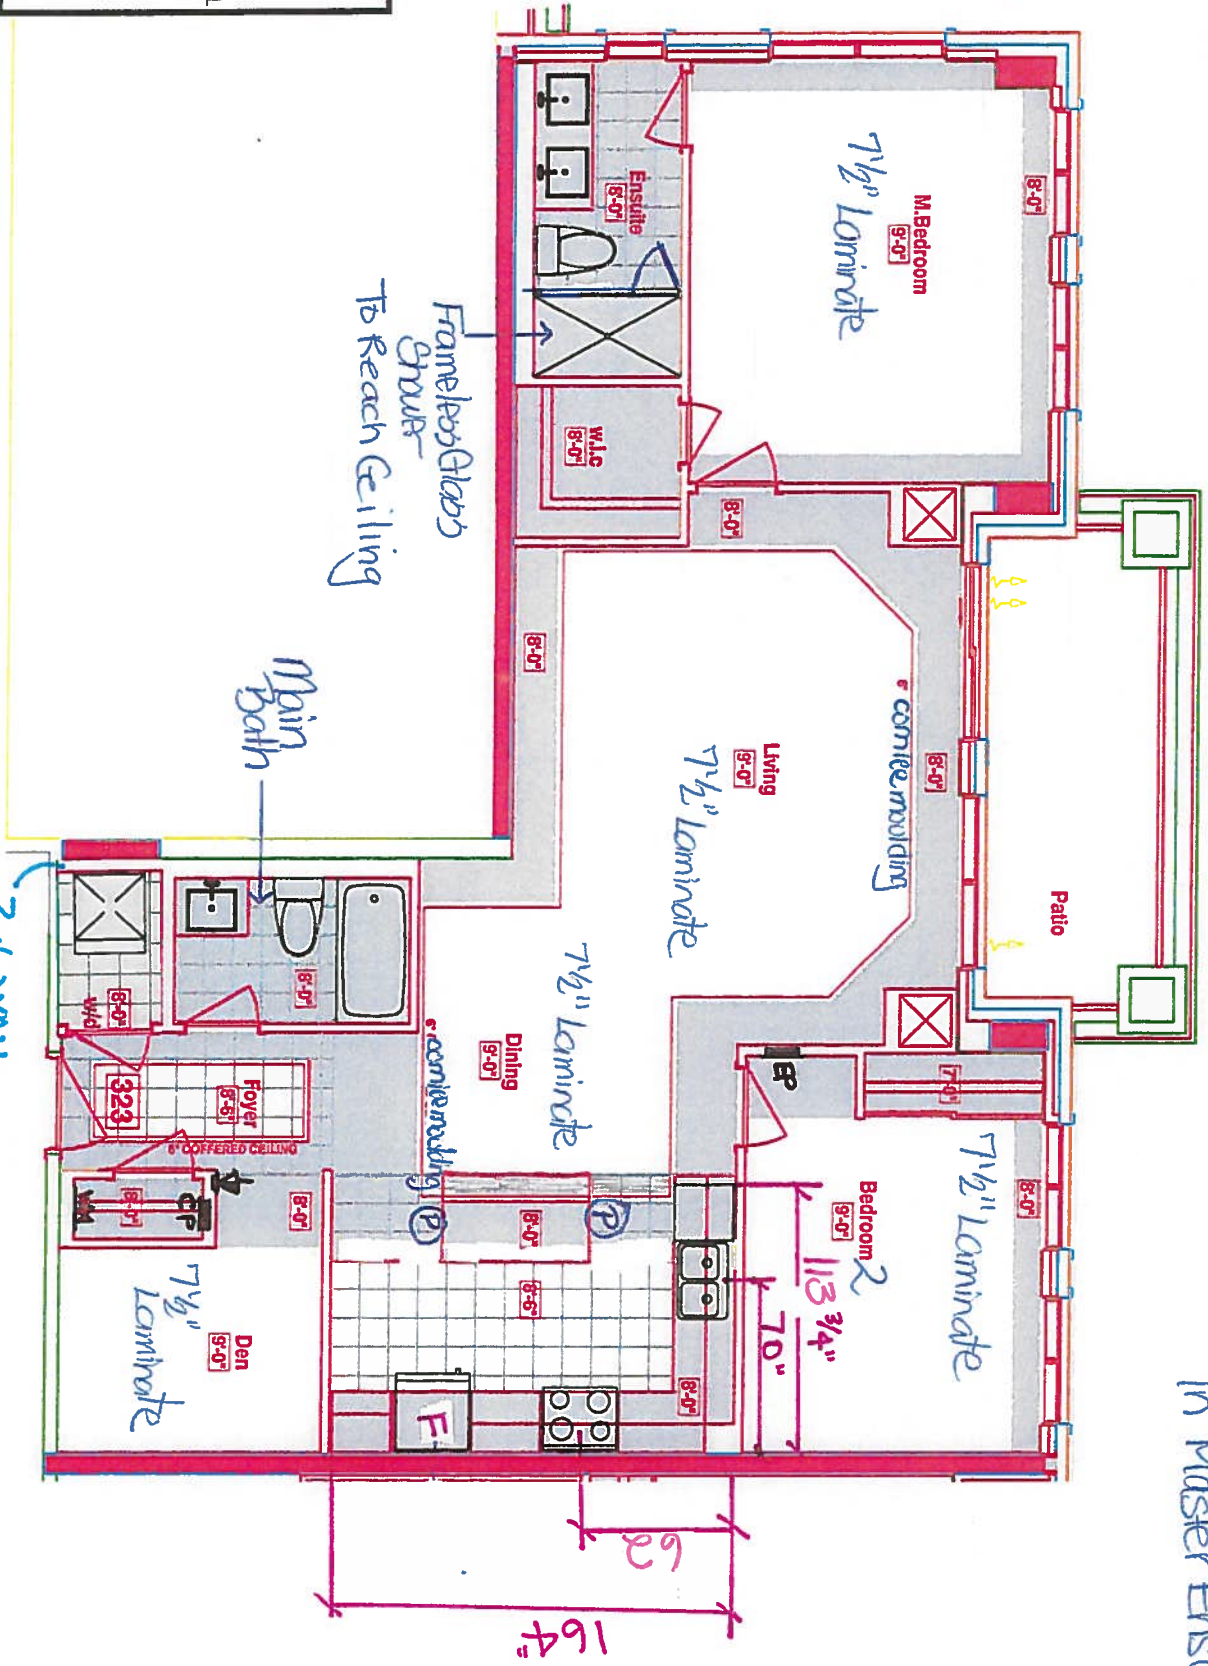 In Master
Patio
8'-0"
M.Bedroom
9'-0"
7½" Laminate
Ensuite
8'-0"
w.i.c
8'-0"
Frameless Glass
Shower
To Reach Ceiling
8'-0"
8'-0"
8'-0"
6" cornice moulding
Living
9'-0"
7½" Laminate
Main
Bath
8'-0"
8'-0"
w/d
Dining
9'-0"
7½" Laminate
6" cornice moulding
Foyer
8'-6"
323
6" COFFERED CEILING
7'-0"
EP
8'-0"
Bedroom 2
9'-0"
7½" Laminate
113 ¾"
70"
P
P
8'-0"
8'-6"
8'-0"
F
8'-0"
8'-0"
CP
Den
9'-0"
7½"
Laminate
62
164"